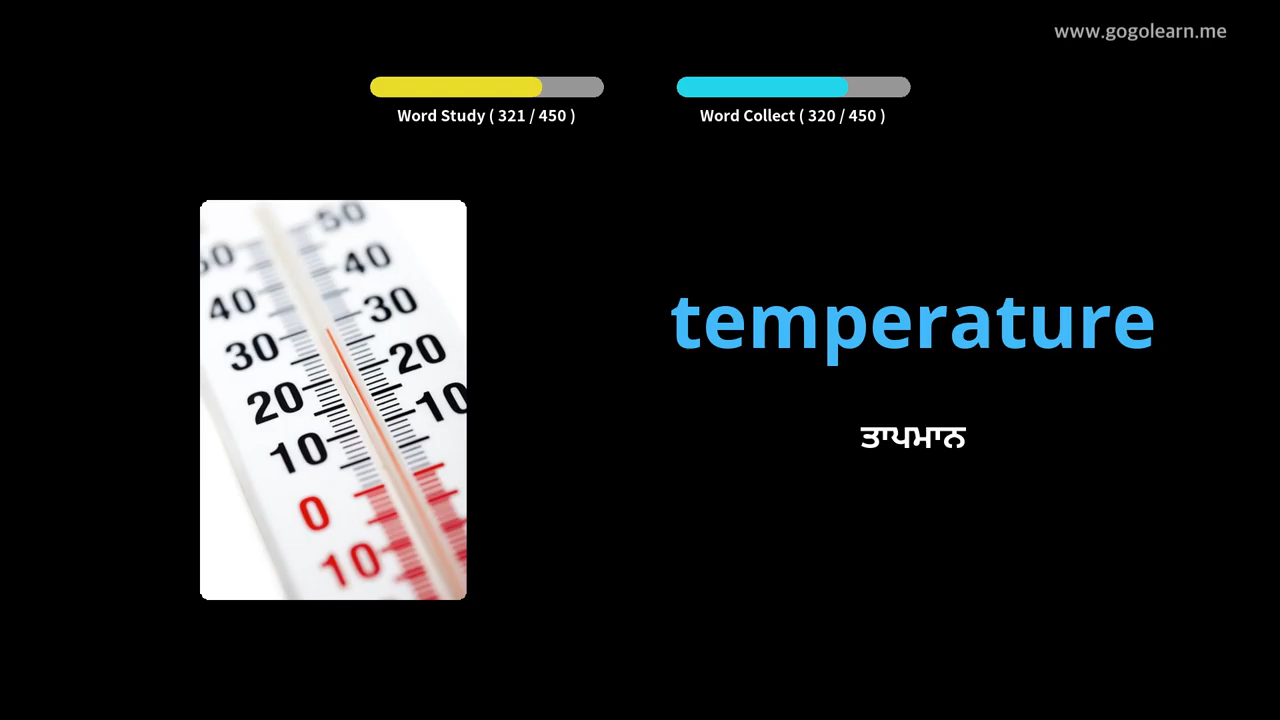 www.gogolearn.me
Word Study ( 321 / 450 )
Word Collect ( 320 / 450 )
50
40
40
30
30
20
20
10
10
0
10
temperature
ਤਾਪਮਾਨ